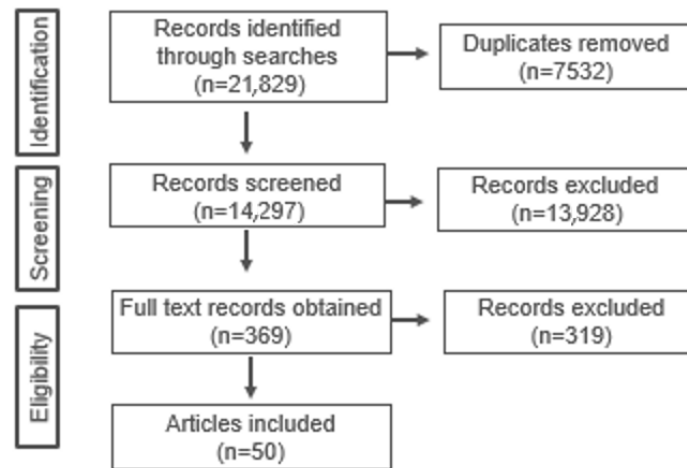 Identification
Records identified
through searches
(n=21,829)
Duplicates removed
(n=7532)
Screening
Records screened
(n=14,297)
Records excluded
(n=13,928)
Eligibility
Full text records obtained
(n=369)
Records excluded
(n=319)
Articles included
(n=50)